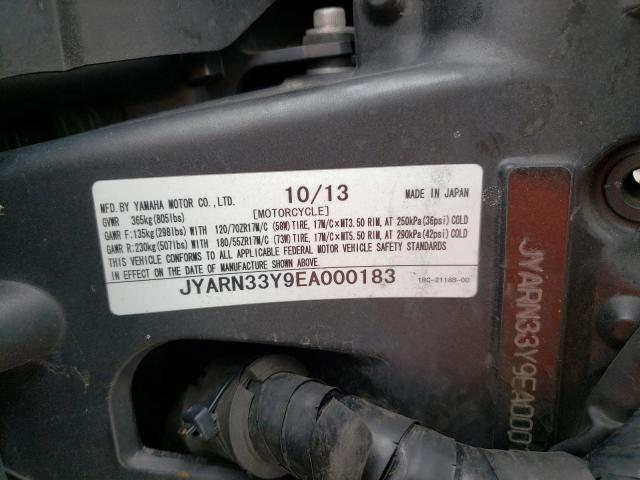 MFD.BY YAMAHA MOTOR CO.,LTD. 10/13 MADE IN JAPAN
GVWR 365kg(805lbs) [MOTORCYCLE]
GAWR F:135kg(298lbs) WITH 120/70ZR17M/C (58W) TIRE, 17M/C×MT3.50 RIM, AT 250kPa(36psi) COLD
GAWR R:230kg(507lbs) WITH 180/55ZR17M/C (73W) TIRE, 17M/C×MT5.50 RIM, AT 290kPa(42psi) COLD
THIS VEHICLE CONFORMS TO ALL APPLICABLE FEDERAL MOTOR VEHICLE SAFETY STANDARDS
IN EFFECT ON THE DATE OF MANUFACTURE SHOWN ABOVE.
JYARN33Y9EA000183 1RC-2118B-00
JYARN33Y9EA000